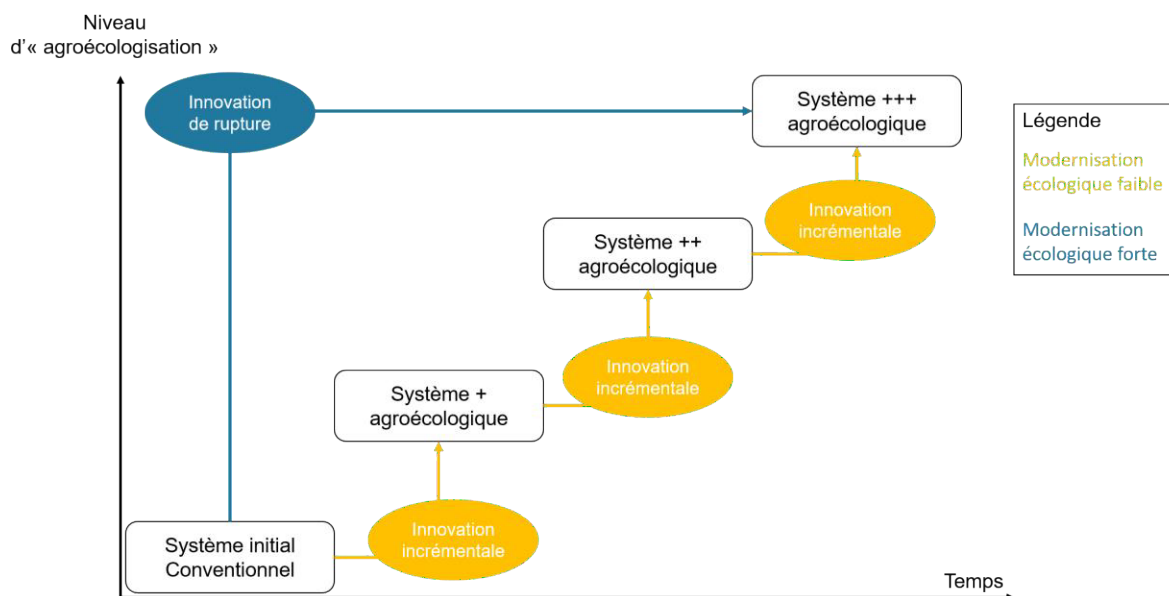 Niveau
d'« agroécologisation »
Innovation
de rupture
Système +++
agroécologique
Légende
Modernisation
écologique faible
Modernisation
écologique forte
Innovation
incrémentale
Système ++
agroécologique
Innovation
incrémentale
Système +
agroécologique
Innovation
incrémentale
Système initial
Conventionnel
Temps